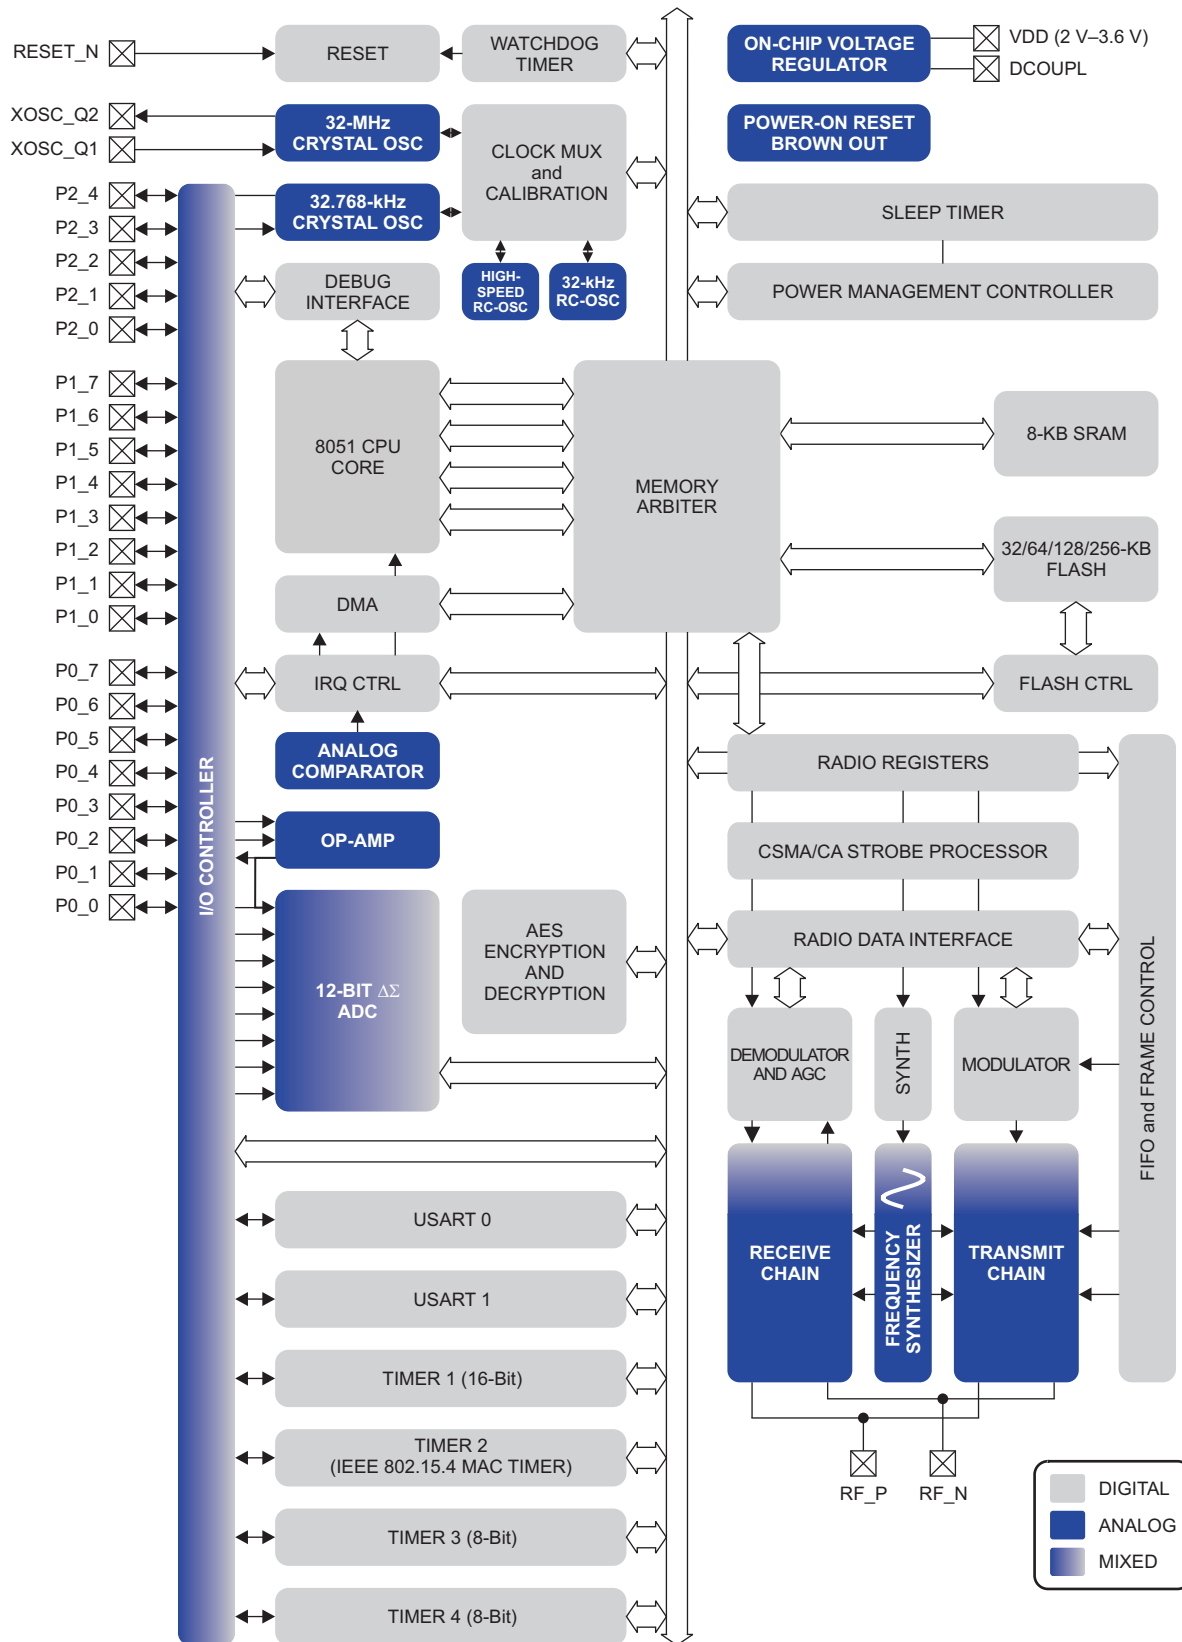 RESET_N
RESET
WATCHDOG
TIMER
ON-CHIP VOLTAGE
REGULATOR
VDD (2 V–3.6 V)
DCOUPL
XOSC_Q2
XOSC_Q1
32-MHz
CRYSTAL OSC
CLOCK MUX
and
CALIBRATION
POWER-ON RESET
BROWN OUT
P2_4
P2_3
P2_2
P2_1
P2_0
32.768-kHz
CRYSTAL OSC
SLEEP TIMER
HIGH-
SPEED
RC-OSC
32-kHz
RC-OSC
DEBUG
INTERFACE
POWER MANAGEMENT CONTROLLER
P1_7
P1_6
P1_5
P1_4
P1_3
P1_2
P1_1
P1_0
8051 CPU
CORE
MEMORY
ARBITER
8-KB SRAM
32/64/128/256-KB
FLASH
DMA
P0_7
P0_6
P0_5
P0_4
P0_3
P0_2
P0_1
P0_0
IRQ CTRL
FLASH CTRL
ANALOG
COMPARATOR
RADIO REGISTERS
I/O CONTROLLER
OP-AMP
CSMA/CA STROBE PROCESSOR
12-BIT ΔΣ
ADC
AES
ENCRYPTION
AND
DECRYPTION
RADIO DATA INTERFACE
FIFO and FRAME CONTROL
DEMODULATOR
AND AGC
SYNTH
MODULATOR
RECEIVE
CHAIN
FREQUENCY
SYNTHESIZER
TRANSMIT
CHAIN
USART 0
USART 1
TIMER 1 (16-Bit)
TIMER 2
(IEEE 802.15.4 MAC TIMER)
TIMER 3 (8-Bit)
TIMER 4 (8-Bit)
RF_P
RF_N
DIGITAL
ANALOG
MIXED